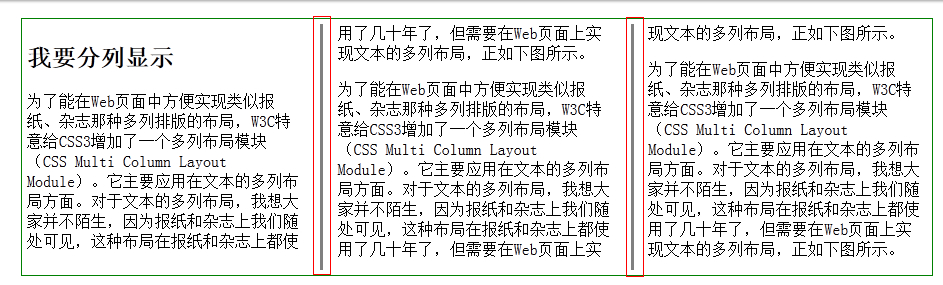 我要分列显示
为了能在Web页面中方便实现类似报
纸、杂志那种多列排版的布局，W3C特
意给CSS3增加了一个多列布局模块
（CSS Multi Column Layout
Module）。它主要应用在文本的多列布
局方面。对于文本的多列布局，我想大
家并不陌生，因为报纸和杂志上我们随
处可见，这种布局在报纸和杂志上都使
用了几十年了，但需要在Web页面上实
现文本的多列布局，正如下图所示。
为了能在Web页面中方便实现类似报
纸、杂志那种多列排版的布局，W3C特
意给CSS3增加了一个多列布局模块
（CSS Multi Column Layout
Module）。它主要应用在文本的多列布
局方面。对于文本的多列布局，我想大
家并不陌生，因为报纸和杂志上我们随
处可见，这种布局在报纸和杂志上都使
用了几十年了，但需要在Web页面上实
现文本的多列布局，正如下图所示。
为了能在Web页面中方便实现类似报
纸、杂志那种多列排版的布局，W3C特
意给CSS3增加了一个多列布局模块
（CSS Multi Column Layout
Module）。它主要应用在文本的多列布
局方面。对于文本的多列布局，我想大
家并不陌生，因为报纸和杂志上我们随
处可见，这种布局在报纸和杂志上都使
用了几十年了，但需要在Web页面上实
现文本的多列布局，正如下图所示。